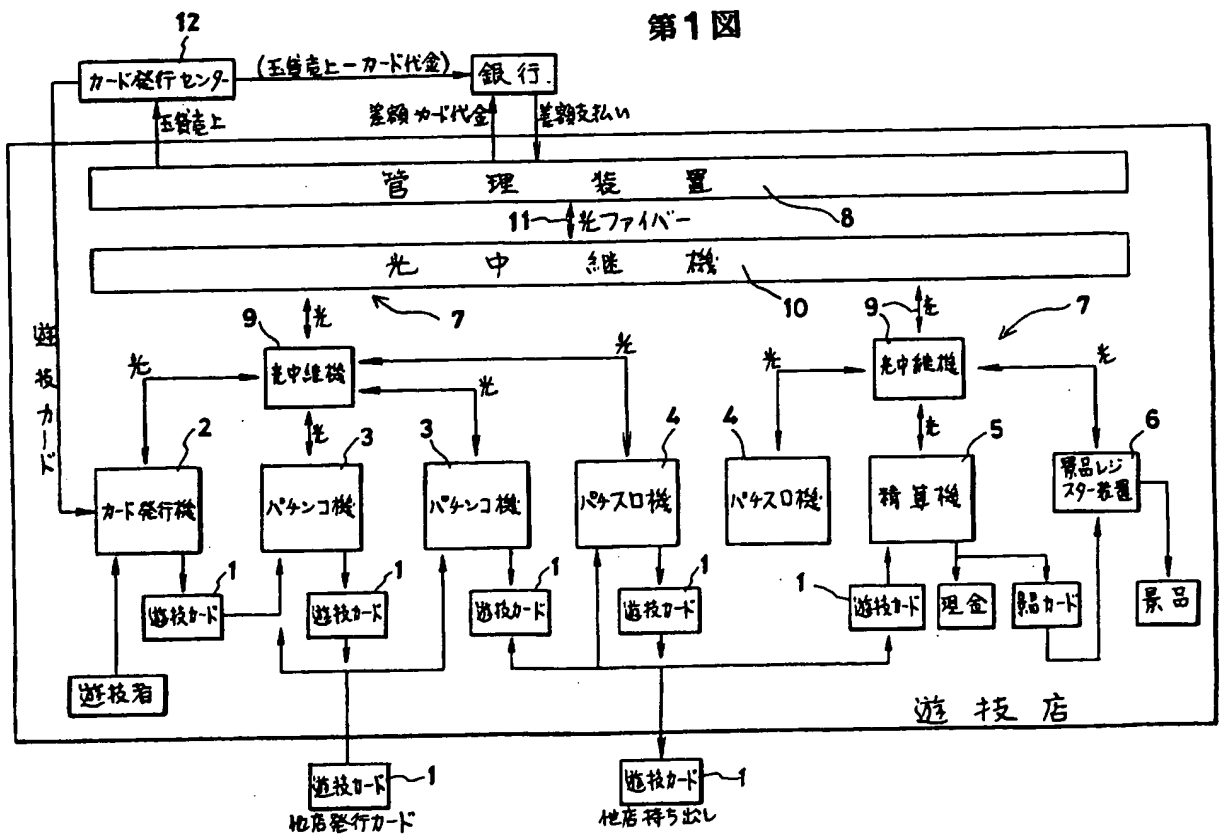 第1図
12
カード発行センター
(玉貸売上ーカード代金)
銀行
玉貸売上
差額カード代金
差額支払い
管理装置
8
11
光ファイバー
光中継機
10
7
9
光
光中継機
光
光
光
光
遊技カード
9
光
7
光中継機
光
光
光
2
カード発行機
3
パチンコ機
3
パチンコ機
4
パチスロ機
4
パチスロ機
5
精算機
6
景品レジ
スター装置
1
遊技カード
1
遊技カード
1
遊技カード
1
遊技カード
1
遊技カード
現金
景品カード
景品
遊技者
遊技店
遊技カード
1
他店発行カード
遊技カード
1
他店持ち出し